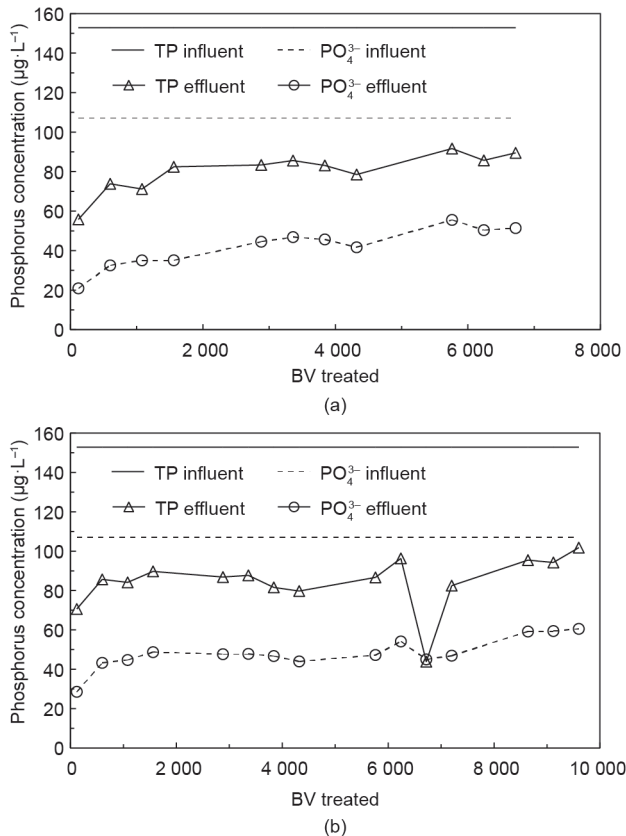 160
140
120
100
80
60
40
20
0
Phosphorus concentration (μg·L⁻¹)
TP influent
PO₄³⁻ influent
TP effluent
PO₄³⁻ effluent
0 2 000 4 000 6 000 8 000
BV treated
(a)
160
140
120
100
80
60
40
20
0
Phosphorus concentration (μg·L⁻¹)
TP influent
PO₄³⁻ influent
TP effluent
PO₄³⁻ effluent
0 2 000 4 000 6 000 8 000 10 000
BV treated
(b)